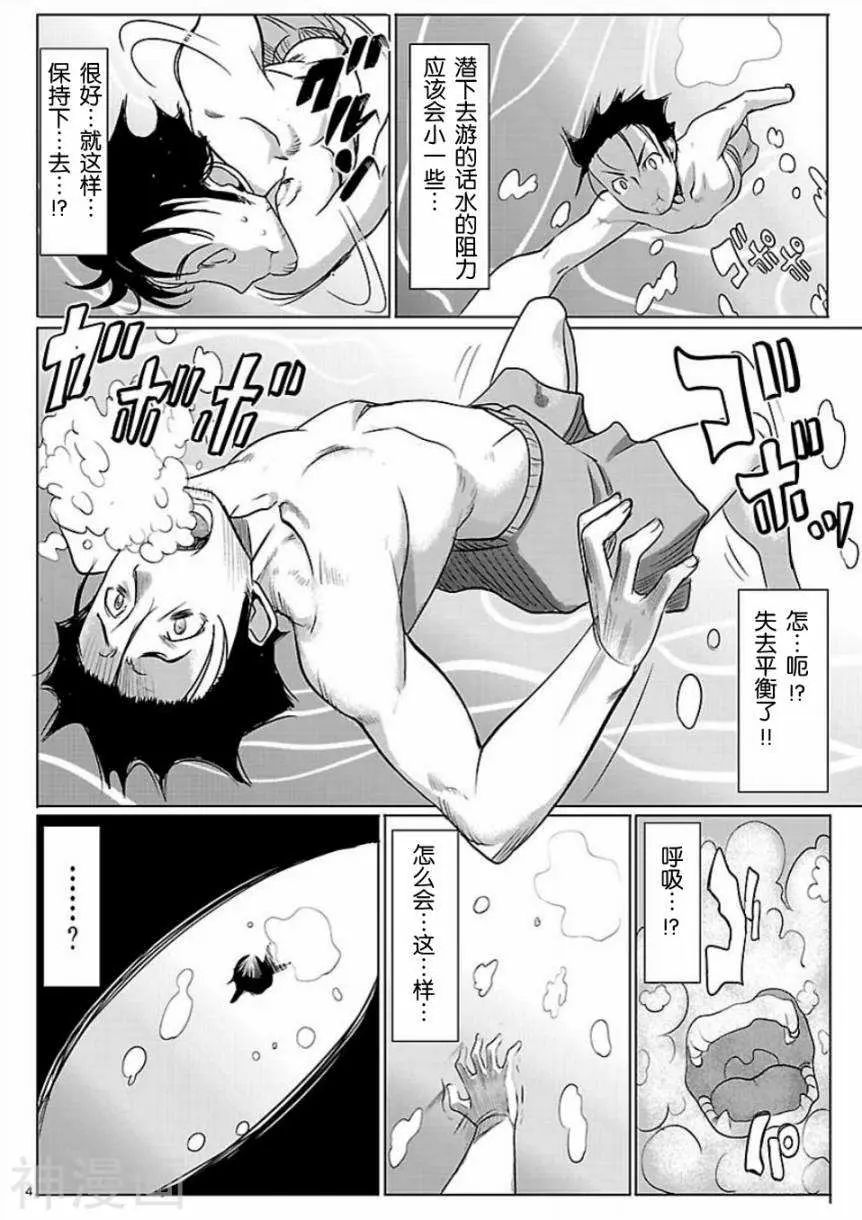 潜下去游的话水的阻力
应该会小一些…
ゴポポ
很好…就这样…
保持下…去…!?
ゴボッ
ガボボボ
怎…呃!?
失去平衡了!!
呼吸…!?
怎么会…这…样…
……?
4
神漫画